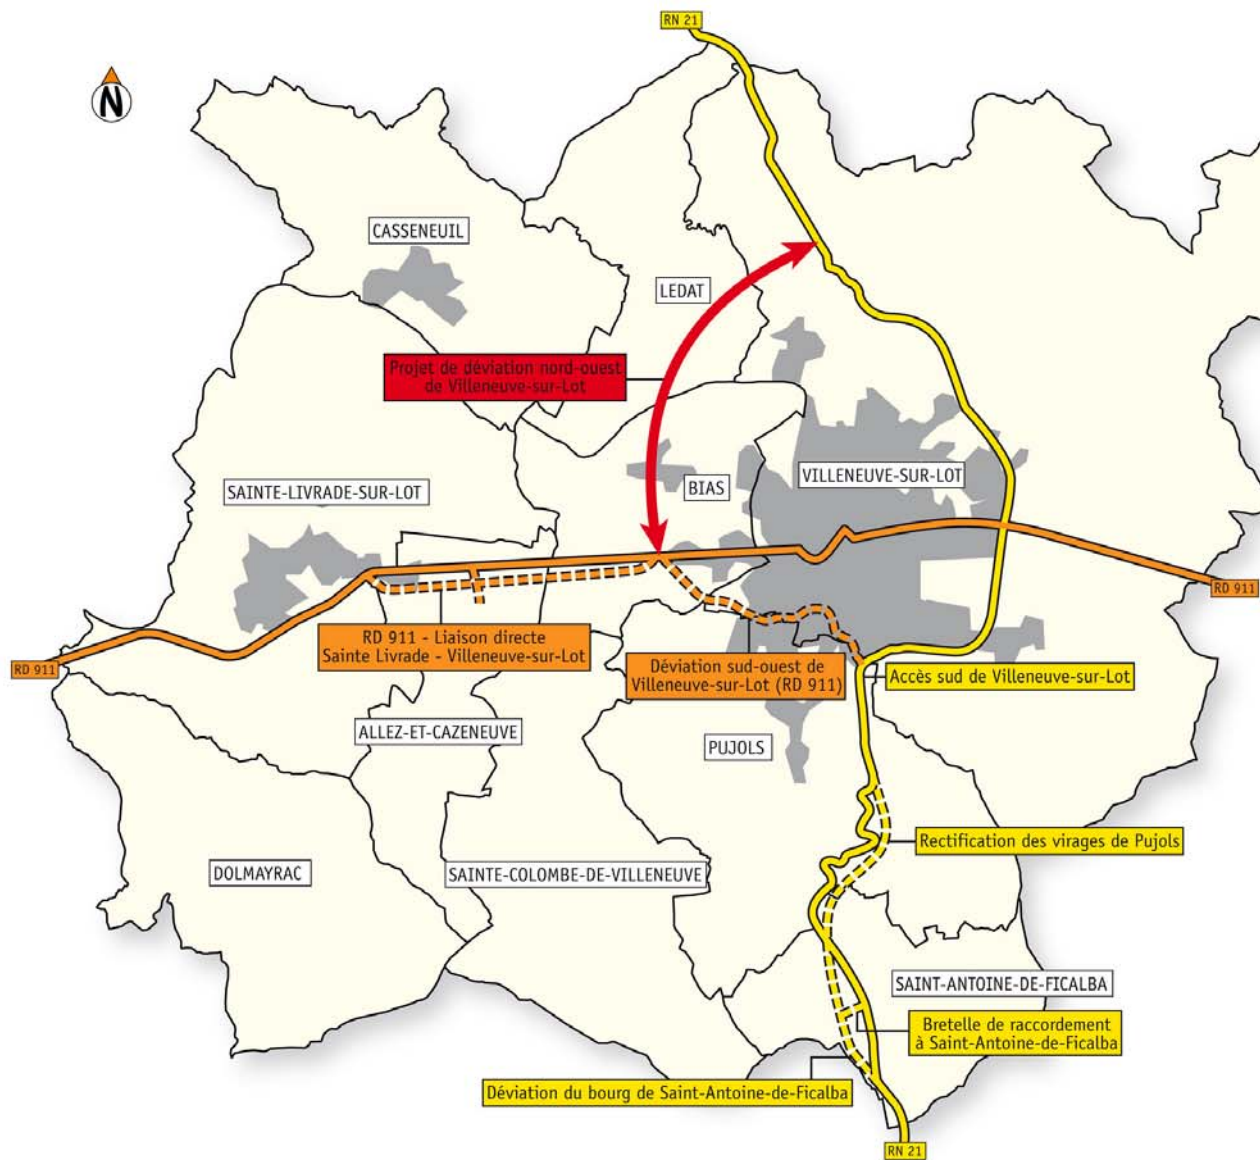 RN 21
N
CASSENEUIL
LEDAT
Projet de déviation nord-ouest
de Villeneuve-sur-Lot
VILLENEUVE-SUR-LOT
BIAS
SAINTE-LIVRADE-SUR-LOT
RD 911
RD 911 - Liaison directe
Sainte Livrade - Villeneuve-sur-Lot
Déviation sud-ouest de
Villeneuve-sur-Lot (RD 911)
Accès sud de Villeneuve-sur-Lot
RD 911
ALLEZ-ET-CAZENEUVE
PUJOLS
Rectification des virages de Pujols
DOLMAYRAC
SAINTE-COLOMBE-DE-VILLENEUVE
SAINT-ANTOINE-DE-FICALBA
Bretelle de raccordement
à Saint-Antoine-de-Ficalba
Déviation du bourg de Saint-Antoine-de-Ficalba
RN 21